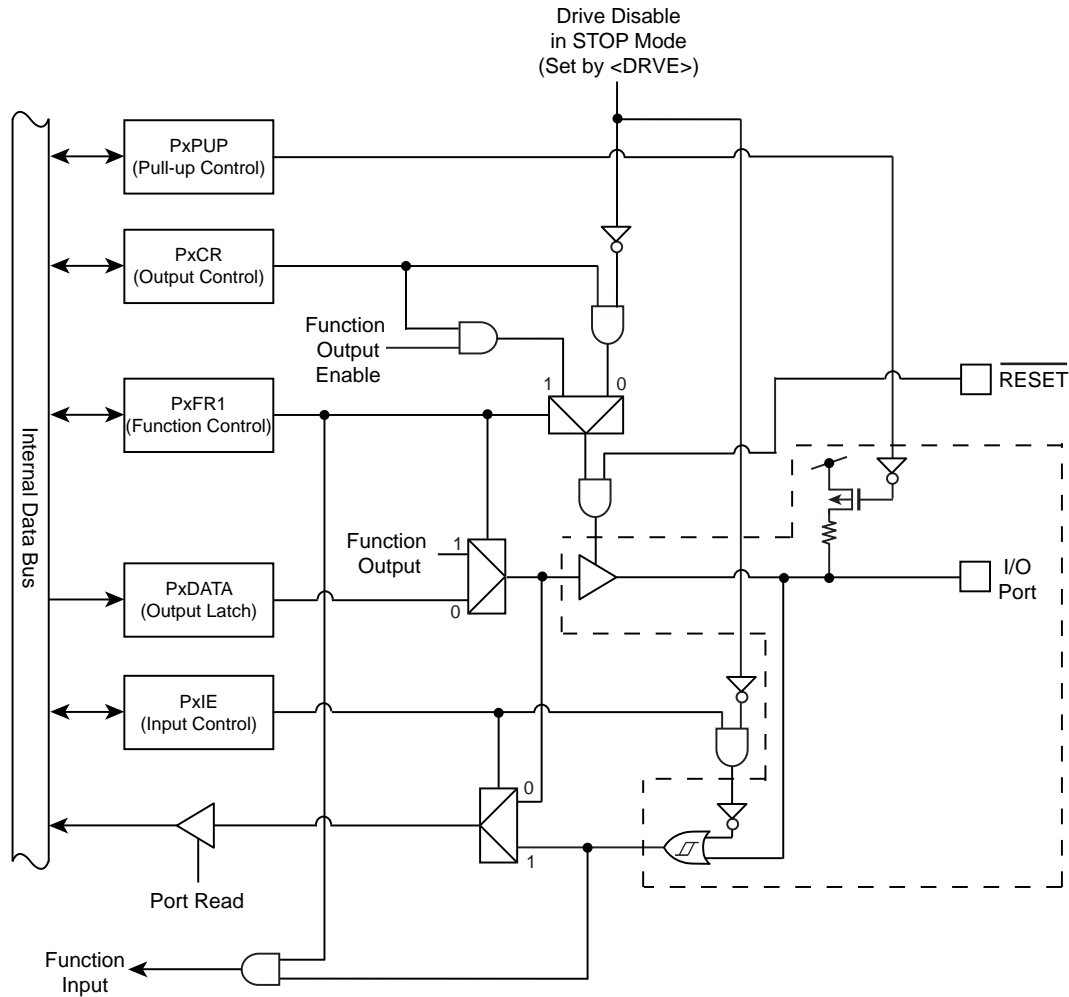 Drive Disable
in STOP Mode
(Set by <DRVE>)
PxPUP
(Pull-up Control)
PxCR
(Output Control)
Function
Output
Enable
1
0
RESET
PxFR1
(Function Control)
Internal Data Bus
Function
Output
1
0
I/O
Port
PxDATA
(Output Latch)
PxIE
(Input Control)
0
1
Port Read
Function
Input